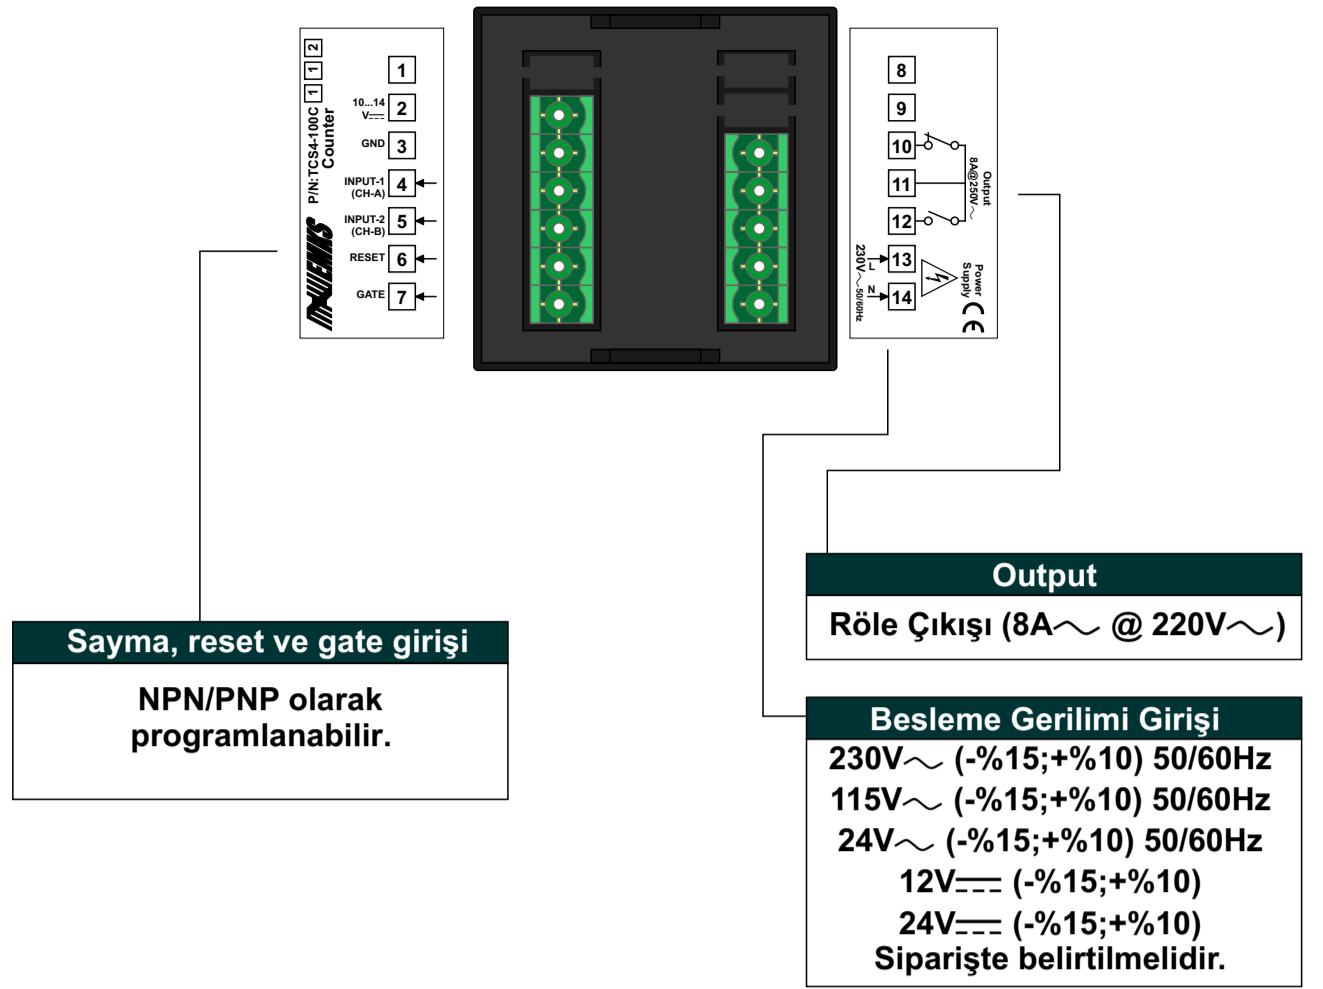 P/N:TCS4-100C 1 1 2
Counter
EMKS
1
10...14
V 2
GND 3
INPUT-1
(CH-A) 4
INPUT-2
(CH-B) 5
RESET 6
GATE 7
8
9
10
11
12
13
14
Output
8A@250V~
230V~ 50/60Hz
L
N
Power
Supply
CE
Output
Röle Çıkışı (8A~ @ 220V~)
Sayma, reset ve gate girişi
NPN/PNP olarak
programlanabilir.
Besleme Gerilimi Girişi
230V~ (-%15;+%10) 50/60Hz
115V~ (-%15;+%10) 50/60Hz
24V~ (-%15;+%10) 50/60Hz
12V⎓ (-%15;+%10)
24V⎓ (-%15;+%10)
Siparişte belirtilmelidir.